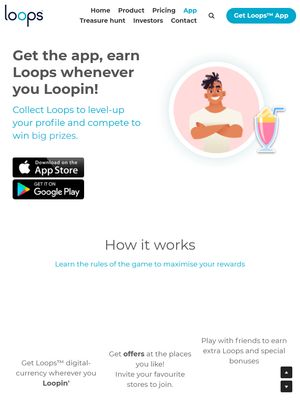 loops™
Home Product Pricing App
Treasure hunt Investors Contact
Get Loops™ App
Get the app, earn
Loops whenever
you Loopin!
Collect Loops to level-up
your profile and compete to
win big prizes.
Download on the
App Store
GET IT ON
Google Play
How it works
Learn the rules of the game to maximise your rewards
Get Loops™ digital-
currency wherever you
Loopin'
Get offers at the places
you like!
Invite your favourite
stores to join.
Play with friends to earn
extra Loops and special
bonuses